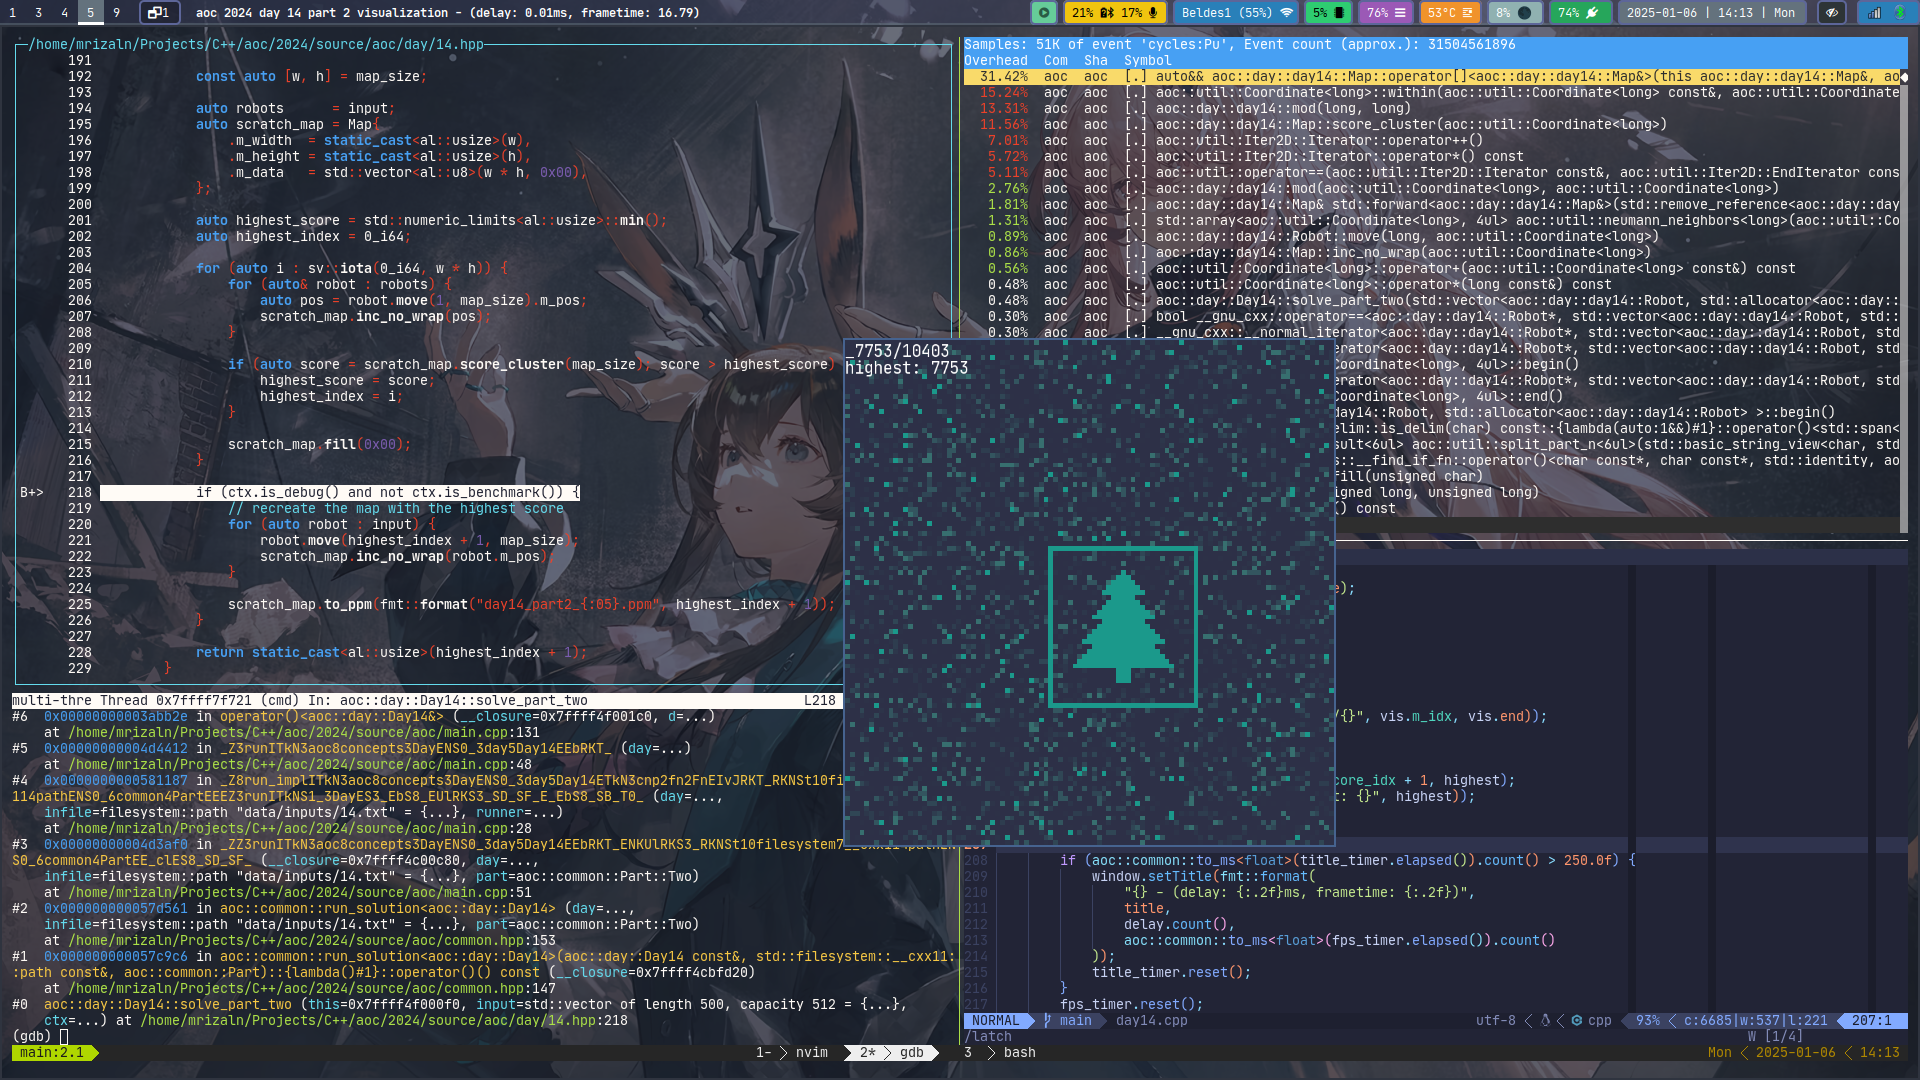 1 3 4 5 9 1 aoc 2024 day 14 part 2 visualization - (delay: 0.01ms, frametime: 16.79)
21% 17% Beldes1 (55%) 5% 76% 53°C 8% 74% 2025-01-06 | 14:13 | Mon
/home/mrizaln/Projects/C++/aoc/2024/source/aoc/day/14.hpp
191
192 const auto [w, h] = map_size;
193
194 auto robots = input;
195 auto scratch_map = Map{
196 .m_width = static_cast<al::usize>(w),
197 .m_height = static_cast<al::usize>(h),
198 .m_data = std::vector<al::u8>(w * h, 0x00),
199 };
200
201 auto highest_score = std::numeric_limits<al::usize>::min();
202 auto highest_index = 0_i64;
203
204 for (auto i : sv::iota(0_i64, w * h)) {
205 for (auto& robot : robots) {
206 auto pos = robot.move(1, map_size).m_pos;
207 scratch_map.inc_no_wrap(pos);
208 }
209
210 if (auto score = scratch_map.score_cluster(map_size); score > highest_score)
211 highest_score = score;
212 highest_index = i;
213 }
214
215 scratch_map.fill(0x00);
216 }
217
B+> 218 if (ctx.is_debug() and not ctx.is_benchmark()) {
219 // recreate the map with the highest score
220 for (auto robot : input) {
221 robot.move(highest_index + 1, map_size);
222 scratch_map.inc_no_wrap(robot.m_pos);
223 }
224
225 scratch_map.to_ppm(fmt::format("day14_part2_{:05}.ppm", highest_index + 1));
226 }
227
228 return static_cast<al::usize>(highest_index + 1);
229 }
multi-thre Thread 0x7ffff7f721 (cmd) In: aoc::day::Day14::solve_part_two L218
#6 0x00000000003abb2e in operator()<aoc::day::Day14&> (__closure=0x7ffff4f001c0, d=...)
at /home/mrizaln/Projects/C++/aoc/2024/source/aoc/main.cpp:131
#5 0x00000000004d4412 in _Z3runITkN3aoc8concepts3DayENS0_3day5Day14EEbRKT_ (day=...)
at /home/mrizaln/Projects/C++/aoc/2024/source/aoc/main.cpp:48
#4 0x0000000000581187 in _Z8run_implITkN3aoc8concepts3DayENS0_3day5Day14ETkN3cnp2fn2FnEIvJRKT_RKNSt10fi
114pathENS0_6common4PartEEEZ3runITkNS1_3DayES3_EbS8_EUlRKS3_SD_SF_E_EbS8_SB_T0_ (day=...,
infile=filesystem::path "data/inputs/14.txt" = {...}, runner=...)
at /home/mrizaln/Projects/C++/aoc/2024/source/aoc/main.cpp:28
#3 0x00000000004d3af0 in _ZZ3runITkN3aoc8concepts3DayENS0_3day5Day14EEbRKT_ENKUlRKS3_RKNSt10filesystem7
S0_6common4PartEE_clES8_SD_SF_ (__closure=0x7ffff4c00c80, day=...,
infile=filesystem::path "data/inputs/14.txt" = {...}, part=aoc::common::Part::Two)
at /home/mrizaln/Projects/C++/aoc/2024/source/aoc/main.cpp:51
#2 0x000000000057d561 in aoc::common::run_solution<aoc::day::Day14> (day=...,
infile=filesystem::path "data/inputs/14.txt" = {...}, part=aoc::common::Part::Two)
at /home/mrizaln/Projects/C++/aoc/2024/source/aoc/common.hpp:153
#1 0x000000000057c9c6 in aoc::common::run_solution<aoc::day::Day14>(aoc::day::Day14 const&, std::filesystem::__cxx11:
:path const&, aoc::common::Part)::{lambda()#1}::operator()() const (__closure=0x7ffff4cbfd20)
at /home/mrizaln/Projects/C++/aoc/2024/source/aoc/common.hpp:147
#0 aoc::day::Day14::solve_part_two (this=0x7ffff4f000f0, input=std::vector of length 500, capacity 512 = {...},
ctx=...) at /home/mrizaln/Projects/C++/aoc/2024/source/aoc/day/14.hpp:218
(gdb)
main:2.1 1- nvim 2* gdb 3 bash Mon 2025-01-06 14:13
Samples: 51K of event 'cycles:Pu', Event count (approx.): 31504561896
Overhead Com Sha Symbol
31.42% aoc aoc [.] auto&& aoc::day::day14::Map::operator[]<aoc::day::day14::Map&>(this aoc::day::day14::Map&, ao
15.24% aoc aoc [.] aoc::util::Coordinate<long>::within(aoc::util::Coordinate<long> const&, aoc::util::Coordinate
13.31% aoc aoc [.] aoc::day::day14::mod(long, long)
11.56% aoc aoc [.] aoc::day::day14::Map::score_cluster(aoc::util::Coordinate<long>)
7.01% aoc aoc [.] aoc::util::Iter2D::Iterator::operator++()
5.72% aoc aoc [.] aoc::util::Iter2D::Iterator::operator*() const
5.11% aoc aoc [.] aoc::util::operator==(aoc::util::Iter2D::Iterator const&, aoc::util::Iter2D::EndIterator cons
2.76% aoc aoc [.] aoc::day::day14::mod(aoc::util::Coordinate<long>, aoc::util::Coordinate<long>)
1.81% aoc aoc [.] aoc::day::day14::Map& std::forward<aoc::day::day14::Map&>(std::remove_reference<aoc::day::day
1.31% aoc aoc [.] std::array<aoc::util::Coordinate<long>, 4ul> aoc::util::neumann_neighbors<long>(aoc::util::Co
0.89% aoc aoc [.] aoc::day::day14::Robot::move(long, aoc::util::Coordinate<long>)
0.86% aoc aoc [.] aoc::day::day14::Map::inc_no_wrap(aoc::util::Coordinate<long>)
0.56% aoc aoc [.] aoc::util::Coordinate<long>::operator+(aoc::util::Coordinate<long> const&) const
0.48% aoc aoc [.] aoc::util::Coordinate<long>::operator*(long const&) const
0.48% aoc aoc [.] aoc::day::Day14::solve_part_two(std::vector<aoc::day::day14::Robot, std::allocator<aoc::day::
0.30% aoc aoc [.] bool __gnu_cxx::operator==<aoc::day::day14::Robot*, std::vector<aoc::day::day14::Robot, std::
0.30% aoc aoc [.] __gnu_cxx::__normal_iterator<aoc::day::day14::Robot*, std::vector<aoc::day::day14::Robot, std
erator<aoc::day::day14::Robot*, std::vector<aoc::day::day14::Robot, std
Coordinate<long>, 4ul>::begin()
erator<aoc::day::day14::Robot*, std::vector<aoc::day::day14::Robot, std
Coordinate<long>, 4ul>::end()
day14::Robot, std::allocator<aoc::day::day14::Robot> >::begin()
elim::is_delim(char) const::{lambda(auto:1&&)#1}::operator()<std::span<
sult<6ul> aoc::util::split_part_n<6ul>(std::basic_string_view<char, std
s::__find_if_fn::operator()<char const*, char const*, std::identity, ao
fill(unsigned char)
igned long, unsigned long)
() const
_7753/10403
highest: 7753
e);
/{}", vis.m_idx, vis.end));
core_idx + 1, highest);
t: {}", highest));
208 if (aoc::common::to_ms<float>(title_timer.elapsed()).count() > 250.0f) {
209 window.setTitle(fmt::format(
210 "{} - (delay: {:.2f}ms, frametime: {:.2f})",
211 title,
212 delay.count(),
213 aoc::common::to_ms<float>(fps_timer.elapsed()).count()
214 ));
215 title_timer.reset();
216 }
217 fps_timer.reset();
NORMAL main day14.cpp utf-8 cpp 93% c:6685|w:537|l:221 207:1
/latch W [1/4]